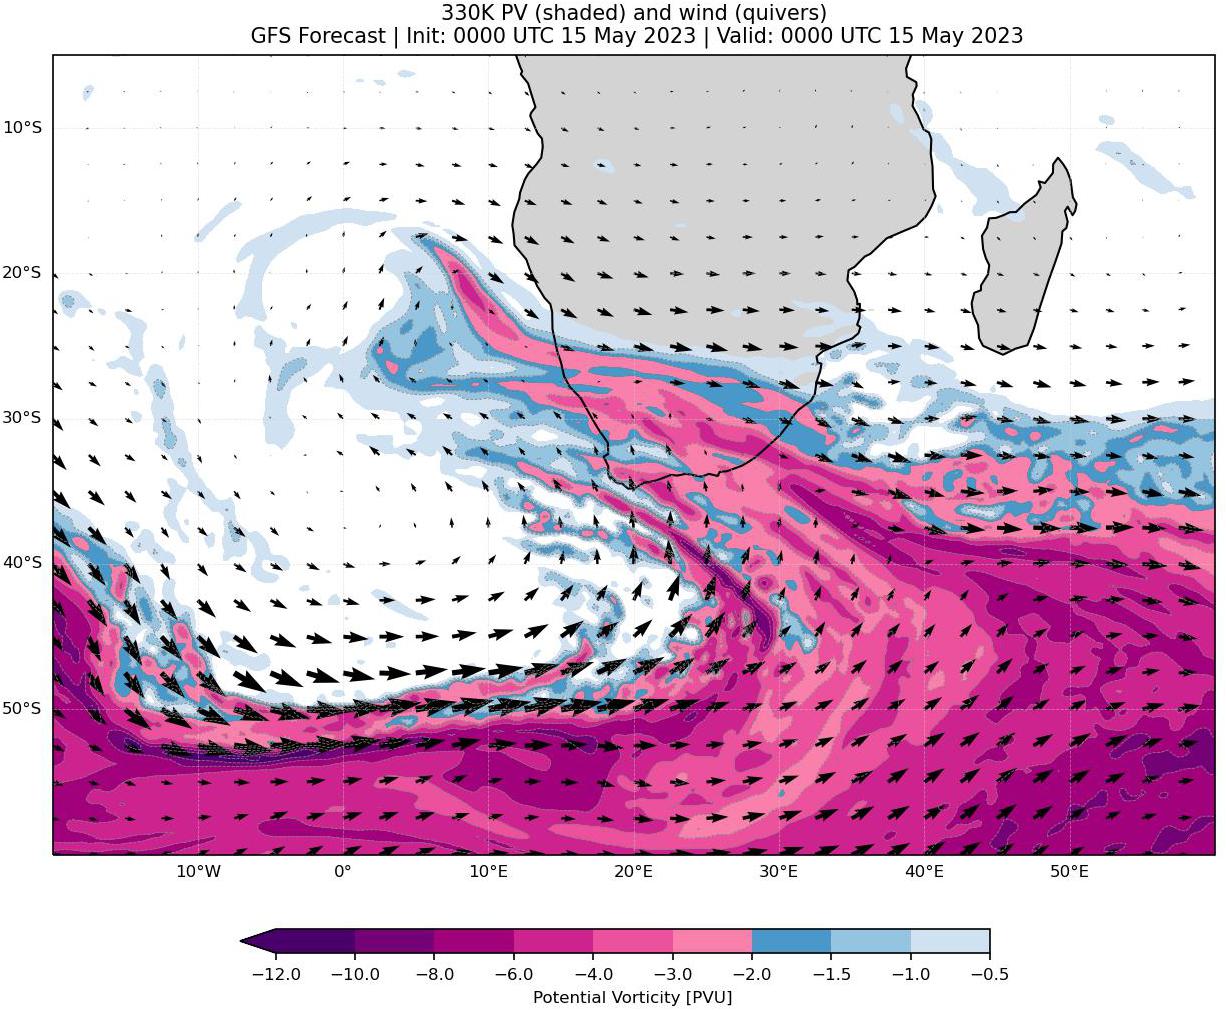 330K PV (shaded) and wind (quivers)
GFS Forecast | Init: 0000 UTC 15 May 2023 | Valid: 0000 UTC 15 May 2023
10°S
20°S
30°S
40°S
50°S
10°W 0° 10°E 20°E 30°E 40°E 50°E
−12.0 −10.0 −8.0 −6.0 −4.0 −3.0 −2.0 −1.5 −1.0 −0.5
Potential Vorticity [PVU]